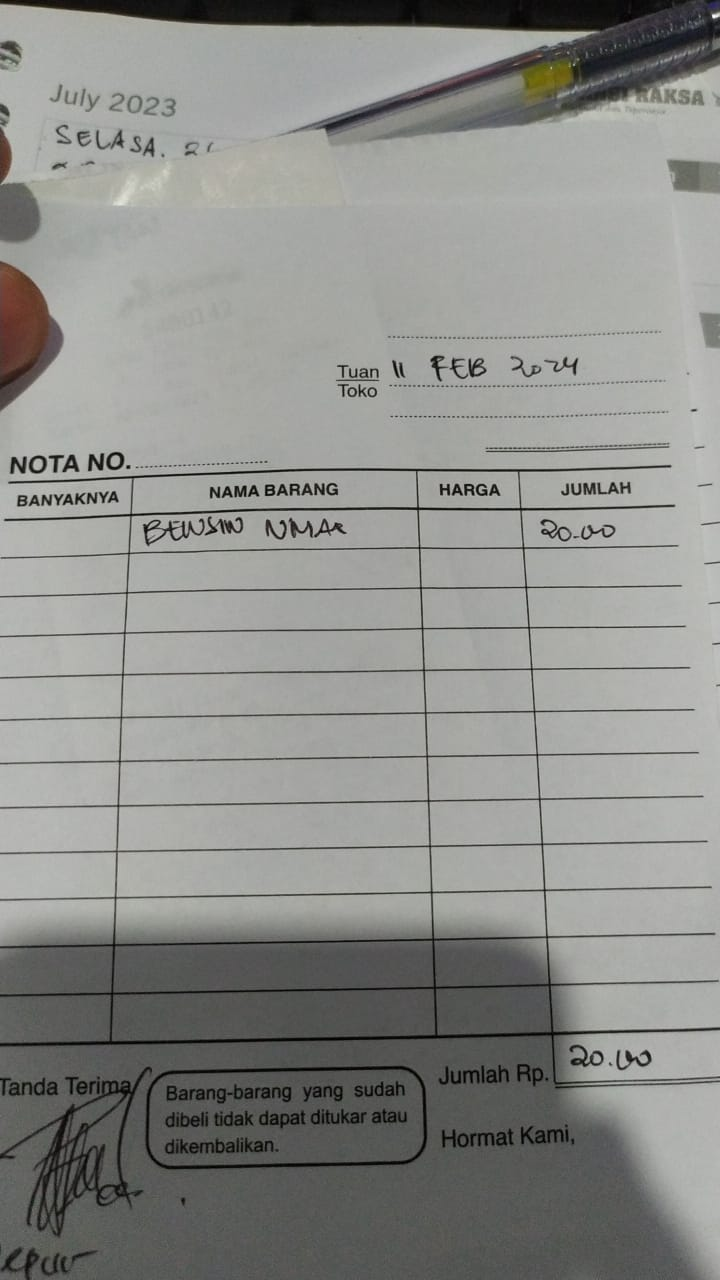 July 2023
SELASA.
RAKSA
Tuan 11 FEB 2024
Toko
NOTA NO.
BANYAKNYA NAMA BARANG HARGA JUMLAH
BENSIN NMAX 20.00
Jumlah Rp. 20.00
Tanda Terima
Barang-barang yang sudah
dibeli tidak dapat ditukar atau
dikembalikan.
Hormat Kami,